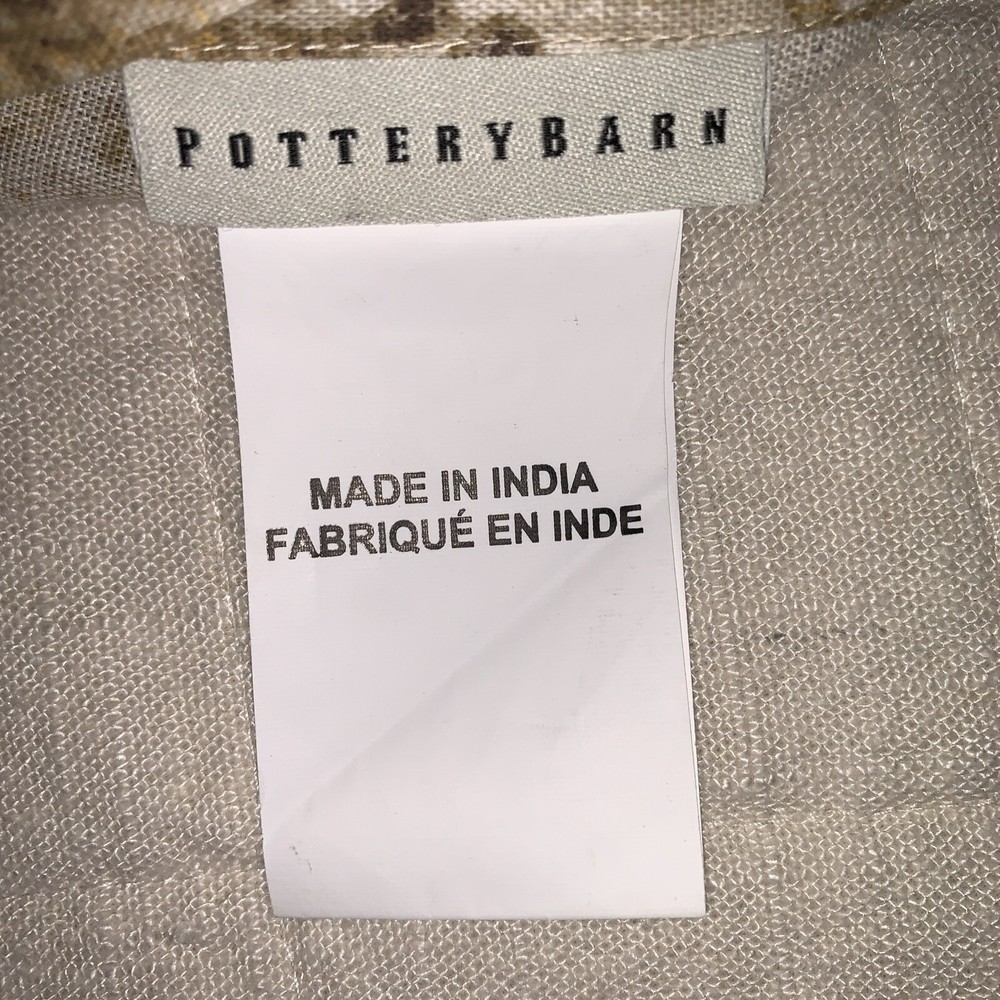 POTTERYBARN
MADE IN INDIA
FABRIQUÉ EN INDE